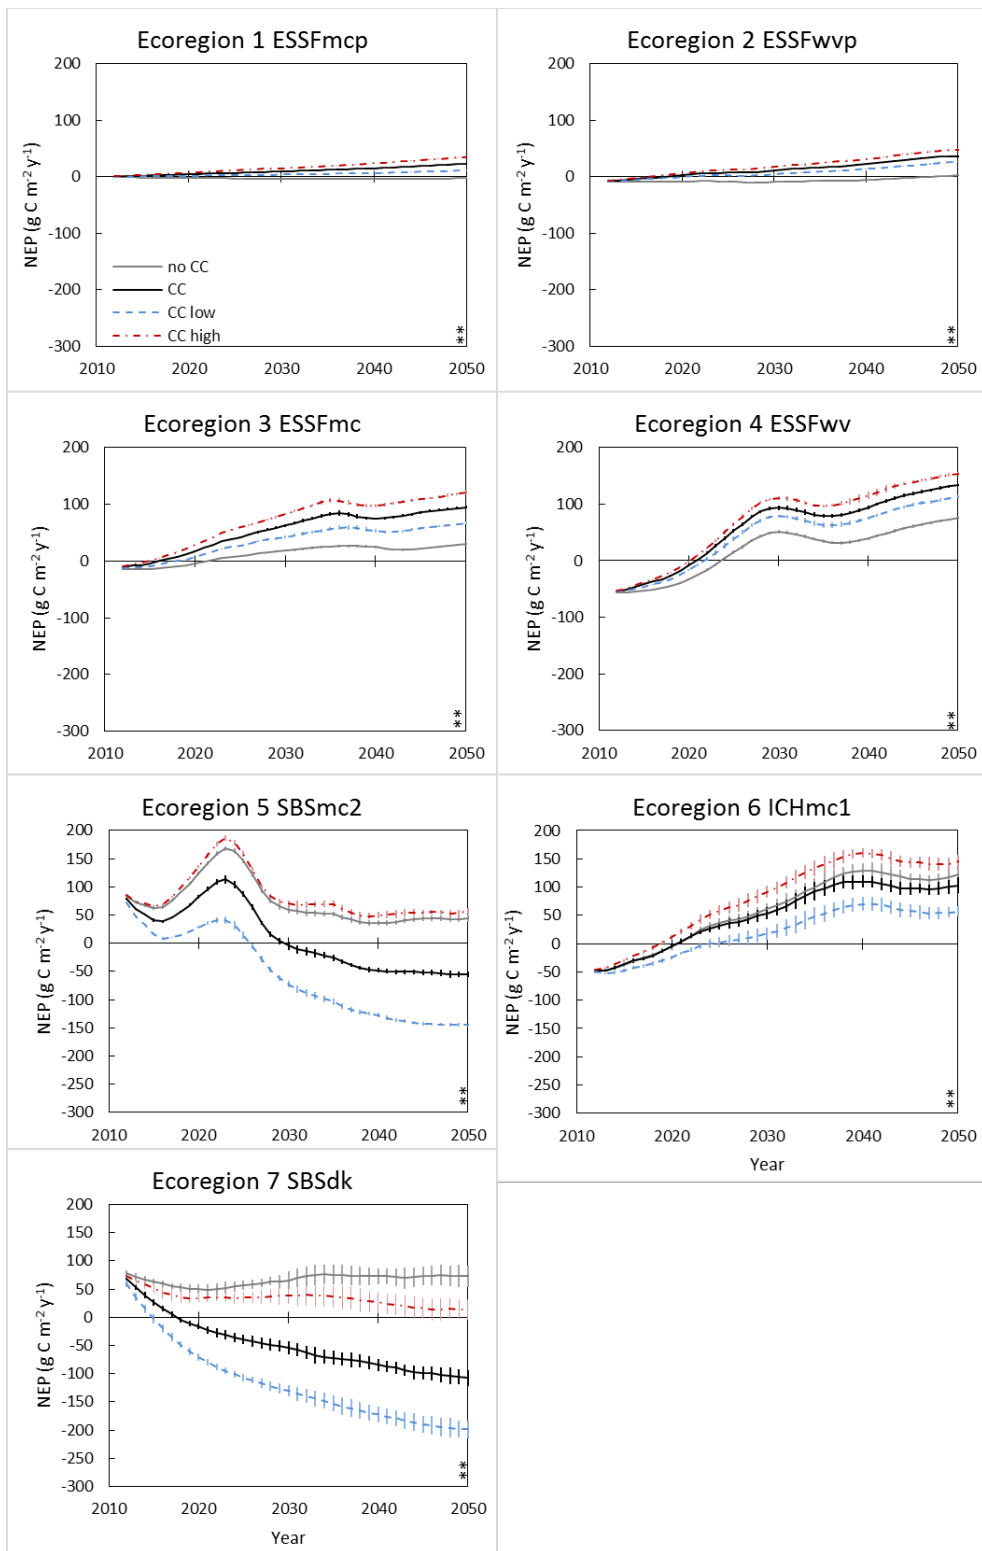 Ecoregion 1 ESSFmcp
200
100
0
-100
-200
-300
NEP (g C m-2 y-1)
no CC
CC
CC low
CC high
**
2010 2020 2030 2040 2050
Ecoregion 2 ESSFwvp
200
100
0
-100
-200
-300
NEP (g C m-2 y-1)
**
2010 2020 2030 2040 2050
Ecoregion 3 ESSFmc
200
100
0
-100
-200
-300
NEP (g C m-2 y-1)
**
2010 2020 2030 2040 2050
Ecoregion 4 ESSFwv
200
100
0
-100
-200
-300
NEP (g C m-2 y-1)
**
2010 2020 2030 2040 2050
Ecoregion 5 SBSmc2
200
150
100
50
0
-50
-100
-150
-200
-250
-300
NEP (g C m-2 y-1)
**
2010 2020 2030 2040 2050
Ecoregion 6 ICHmc1
200
150
100
50
0
-50
-100
-150
-200
-250
-300
NEP (g C m-2 y-1)
**
2010 2020 2030 2040 2050
Year
Ecoregion 7 SBSdk
200
150
100
50
0
-50
-100
-150
-200
-250
-300
NEP (g C m-2 y-1)
**
2010 2020 2030 2040 2050
Year